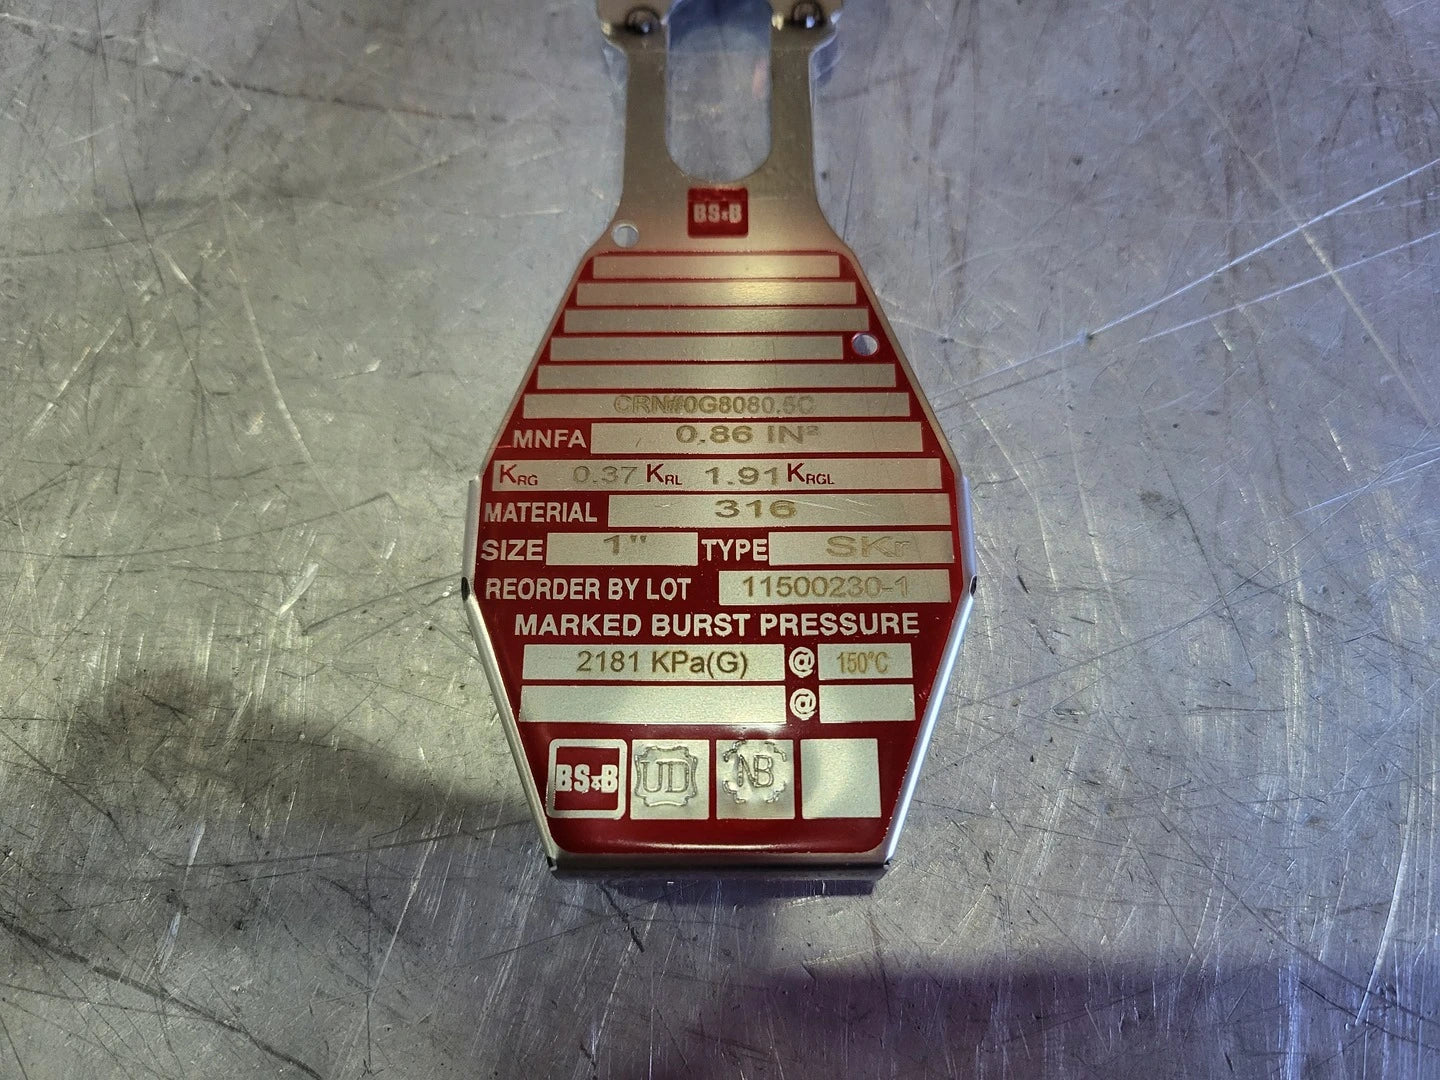 BS&B
CRN#0G8080.5C
MNFA 0.86 IN²
KRG 0.37 KRL 1.91 KRGL
MATERIAL 316
SIZE 1" TYPE SKr
REORDER BY LOT 11500230-1
MARKED BURST PRESSURE
2181 KPa(G) @ 150°C
@
BS&B UD NB